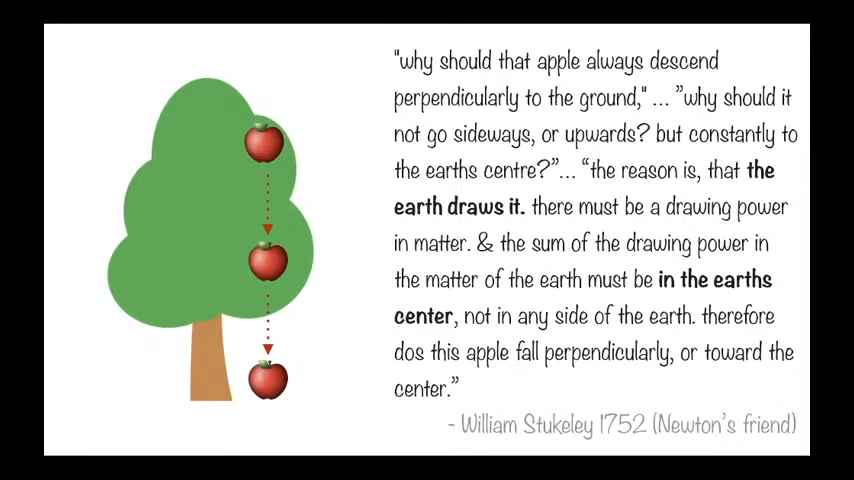 "why should that apple always descend
perpendicularly to the ground," ... "why should it
not go sideways, or upwards? but constantly to
the earths centre?"... "the reason is, that the
earth draws it. there must be a drawing power
in matter. & the sum of the drawing power in
the matter of the earth must be in the earths
center, not in any side of the earth. therefore
dos this apple fall perpendicularly, or toward the
center."
- William Stukeley 1752 (Newton's friend)